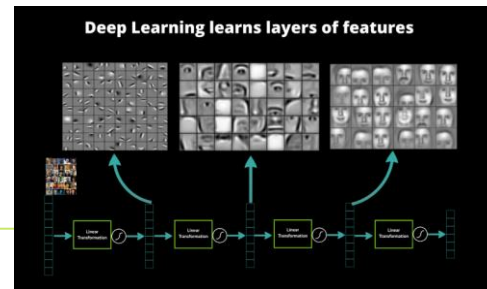 Deep Learning learns layers of features
Linear
Transformation
Linear
Transformation
Linear
Transformation
Linear
Transformation